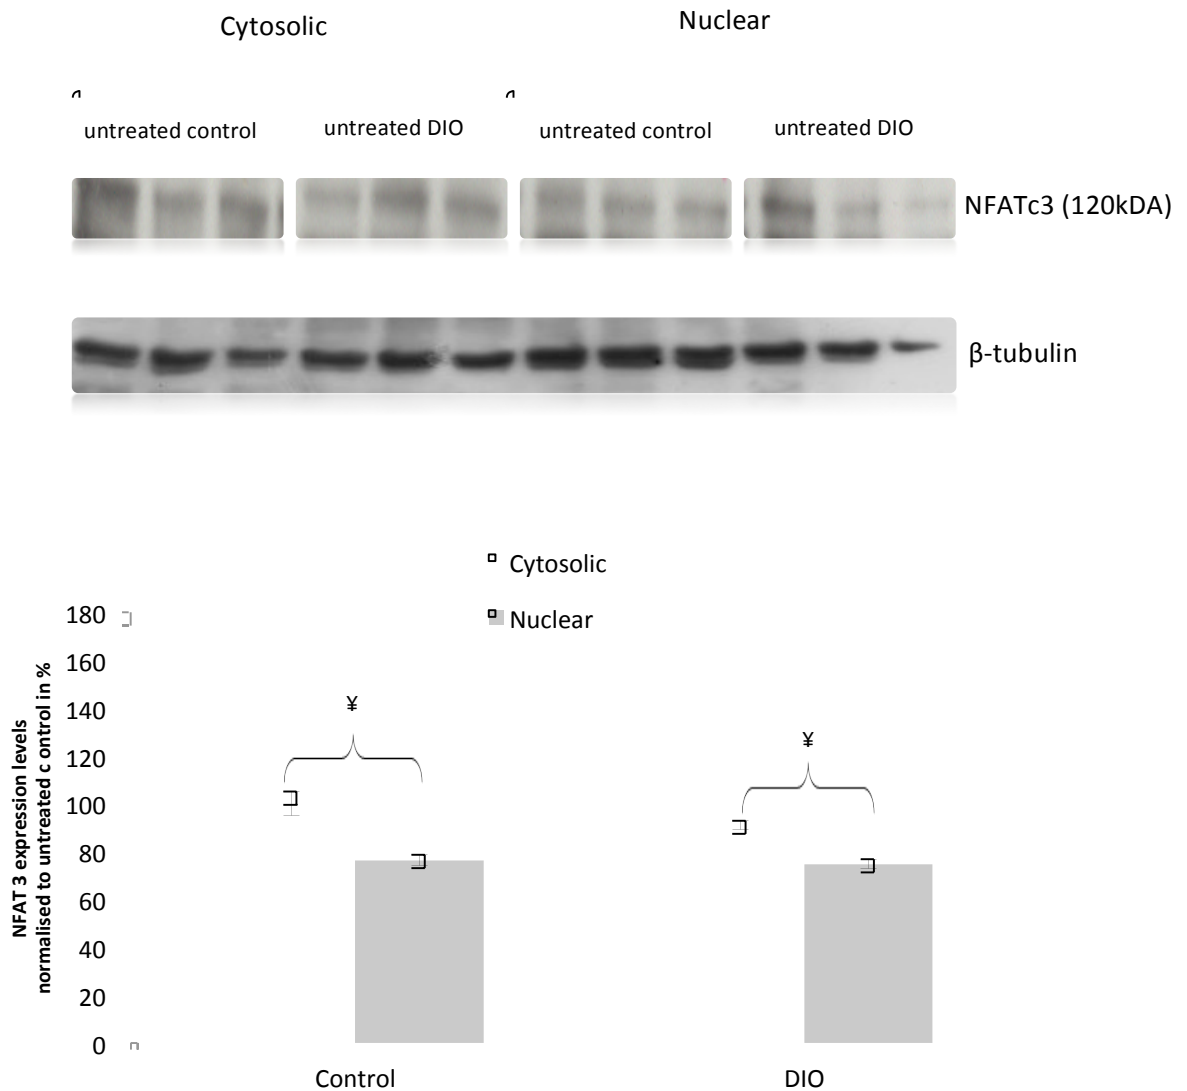 Cytosolic
Nuclear
untreated control
untreated DIO
untreated control
untreated DIO
NFATc3 (120kDA)
β-tubulin
Cytosolic
Nuclear
NFAT 3 expression levels
normalised to untreated c ontrol in %
180
160
140
120
100
80
60
40
20
0
¥
¥
Control
DIO